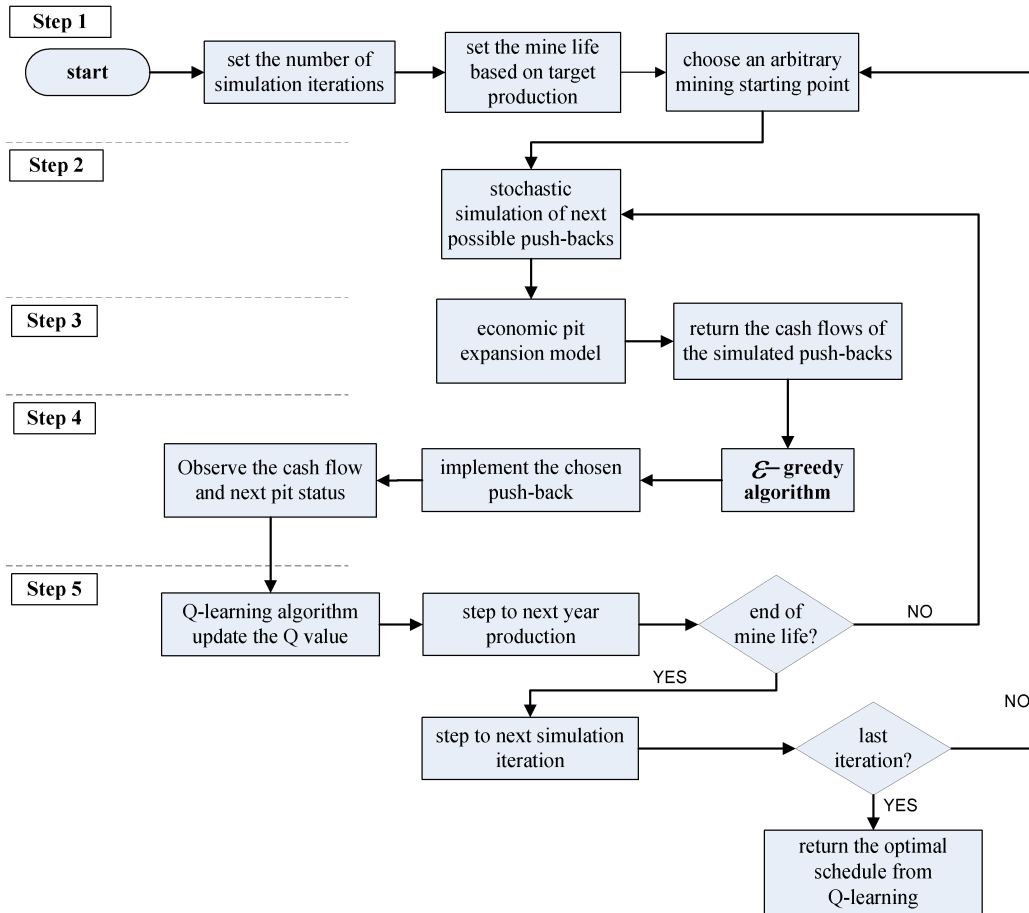 Step 1
start
set the number of
simulation iterations
set the mine life
based on target
production
choose an arbitrary
mining starting point
Step 2
stochastic
simulation of next
possible push-backs
Step 3
economic pit
expansion model
return the cash flows of
the simulated push-backs
Step 4
Observe the cash flow
and next pit status
implement the chosen
push-back
ε– greedy
algorithm
Step 5
Q-learning algorithm
update the Q value
step to next year
production
end of
mine life?
NO
YES
step to next simulation
iteration
last
iteration?
NO
YES
return the optimal
schedule from
Q-learning